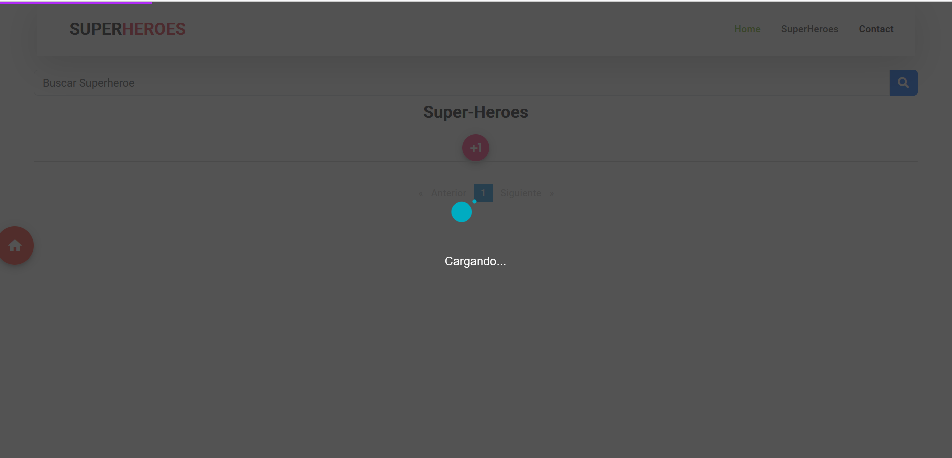 SUPERHEROES
Home SuperHeroes Contact
Buscar Superheroe
Super-Heroes
+1
« Anterior 1 Siguiente »
Cargando...